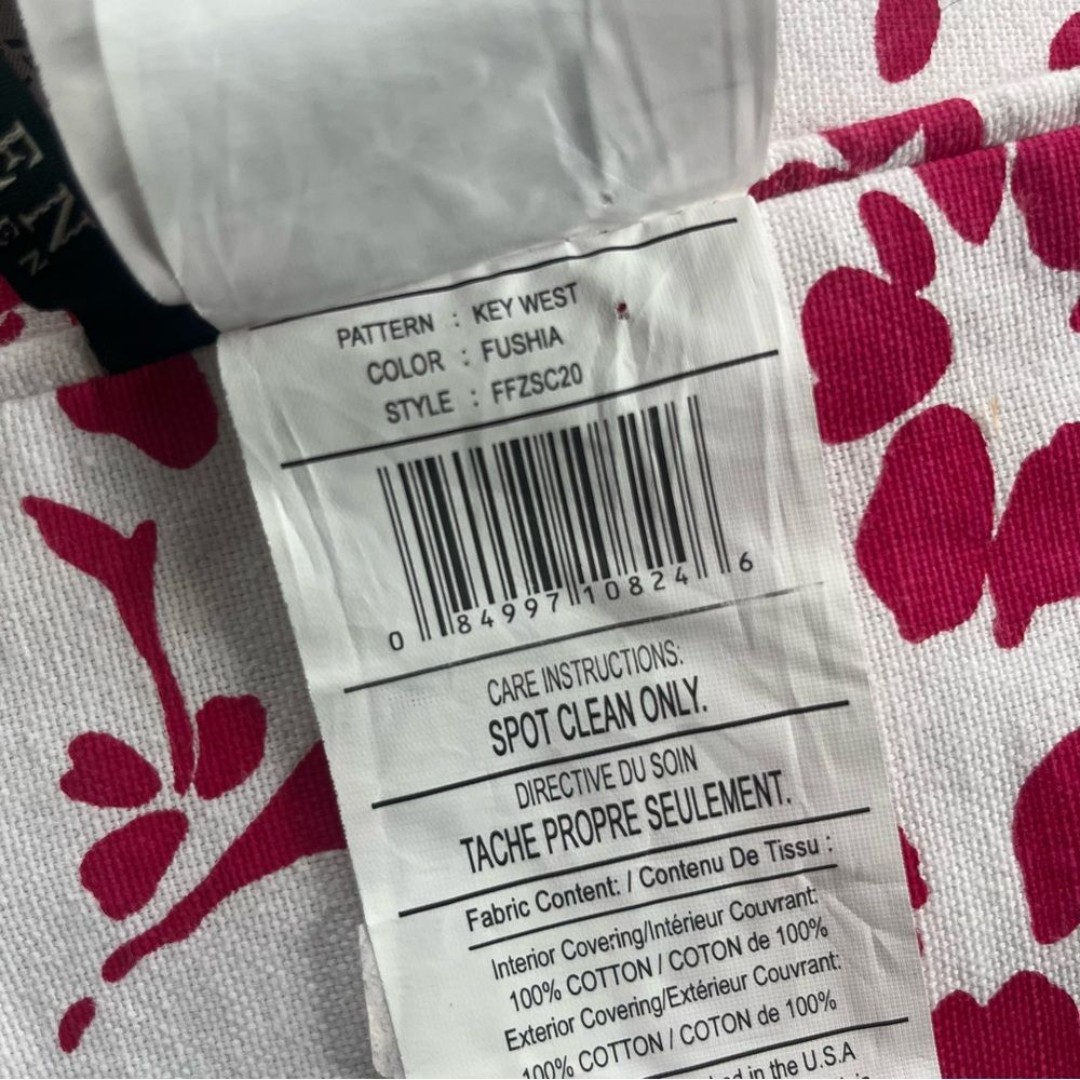 PATTERN : KEY WEST
COLOR : FUSHIA
STYLE : FFZSC20
0 84997 10824 6
CARE INSTRUCTIONS:
SPOT CLEAN ONLY.
DIRECTIVE DU SOIN
TACHE PROPRE SEULEMENT.
Fabric Content: / Contenu De Tissu :
Interior Covering/Intérieur Couvrant:
100% COTTON / COTON de 100%
Exterior Covering/Extérieur Couvrant:
100% COTTON / COTON de 100%
in the U.S.A